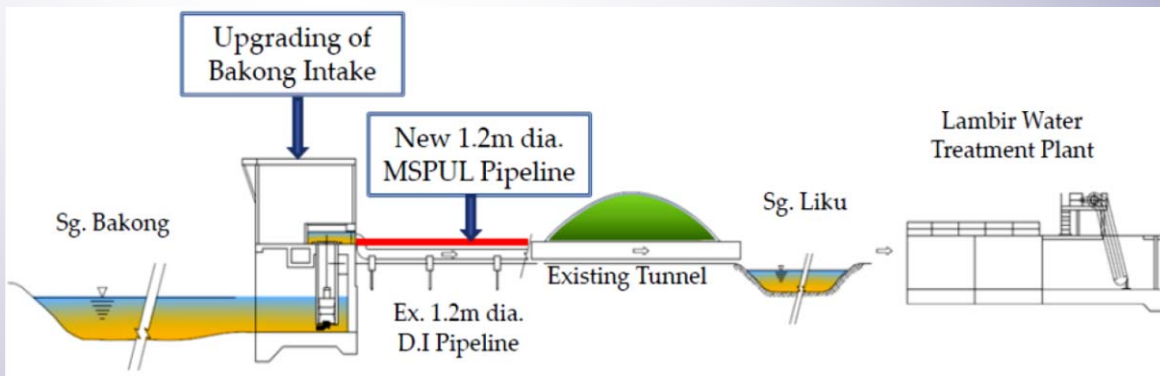 Upgrading of
Bakong Intake
New 1.2m dia.
MSPUL Pipeline
Lambir Water
Treatment Plant
Sg. Bakong
Sg. Liku
Existing Tunnel
Ex. 1.2m dia.
D.I Pipeline